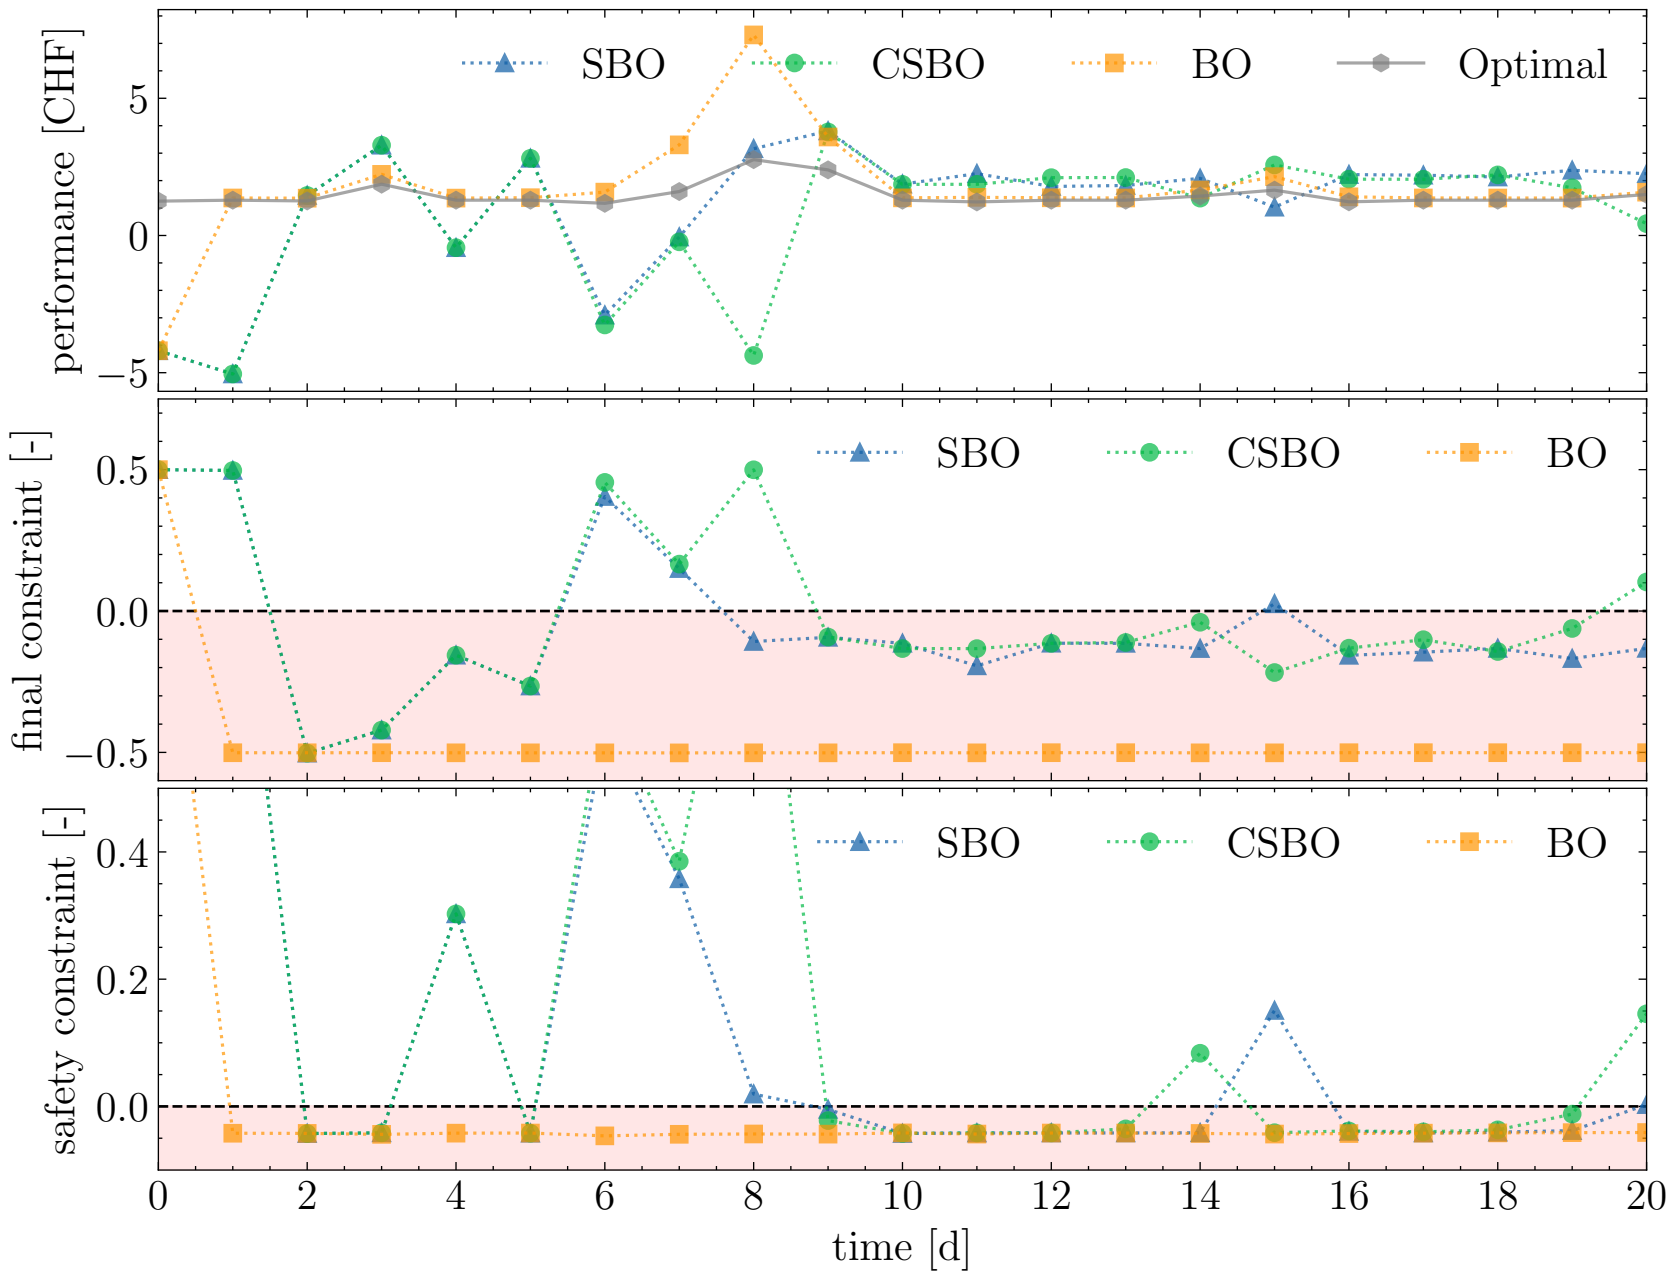 performance [CHF]
5
0
−5
SBO CSBO BO Optimal
final constraint [-]
0.5
0.0
−0.5
SBO CSBO BO
safety constraint [-]
0.4
0.2
0.0
SBO CSBO BO
0 2 4 6 8 10 12 14 16 18 20
time [d]